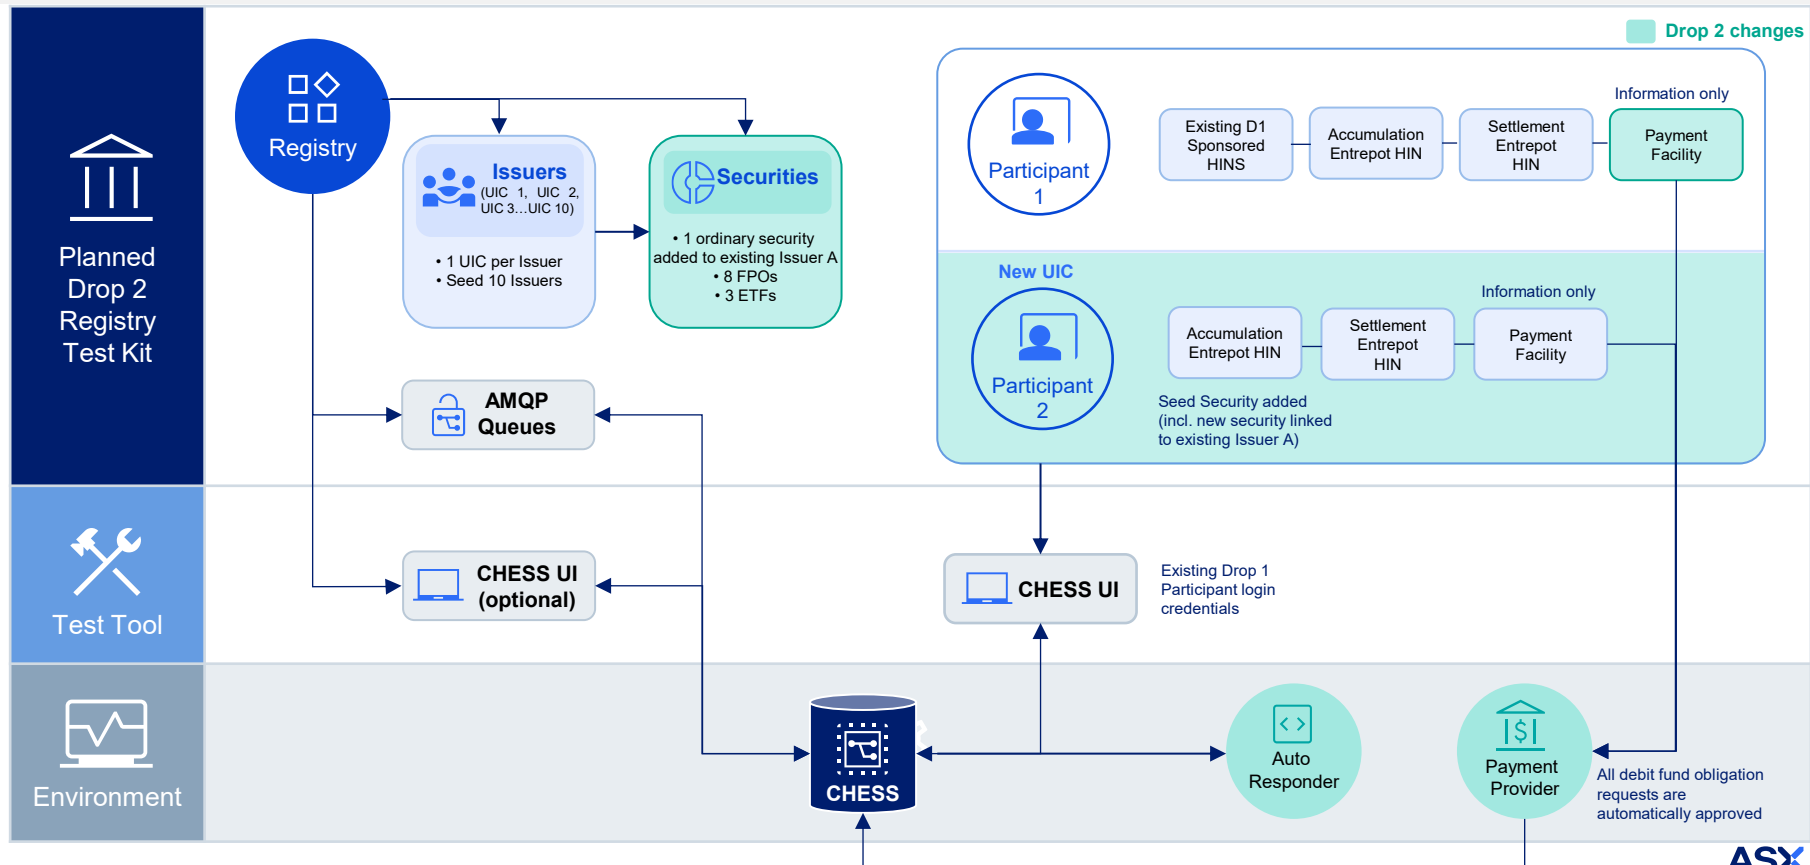 Drop 2 changes
Planned
Drop 2
Registry
Test Kit
Registry
Issuers
(UIC 1, UIC 2,
UIC 3...UIC 10)
• 1 UIC per Issuer
• Seed 10 Issuers
Securities
• 1 ordinary security
added to existing Issuer A
• 8 FPOs
• 3 ETFs
AMQP
Queues
Participant
1
Existing D1
Sponsored
HINS
Accumulation
Entrepot HIN
Settlement
Entrepot
HIN
Information only
Payment
Facility
New UIC
Participant
2
Accumulation
Entrepot HIN
Settlement
Entrepot
HIN
Information only
Payment
Facility
Seed Security added
(incl. new security linked
to existing Issuer A)
Test Tool
CHESS UI
(optional)
CHESS UI
Existing Drop 1
Participant login
credentials
Environment
CHESS
Auto
Responder
Payment
Provider
All debit fund obligation
requests are
automatically approved
ASX